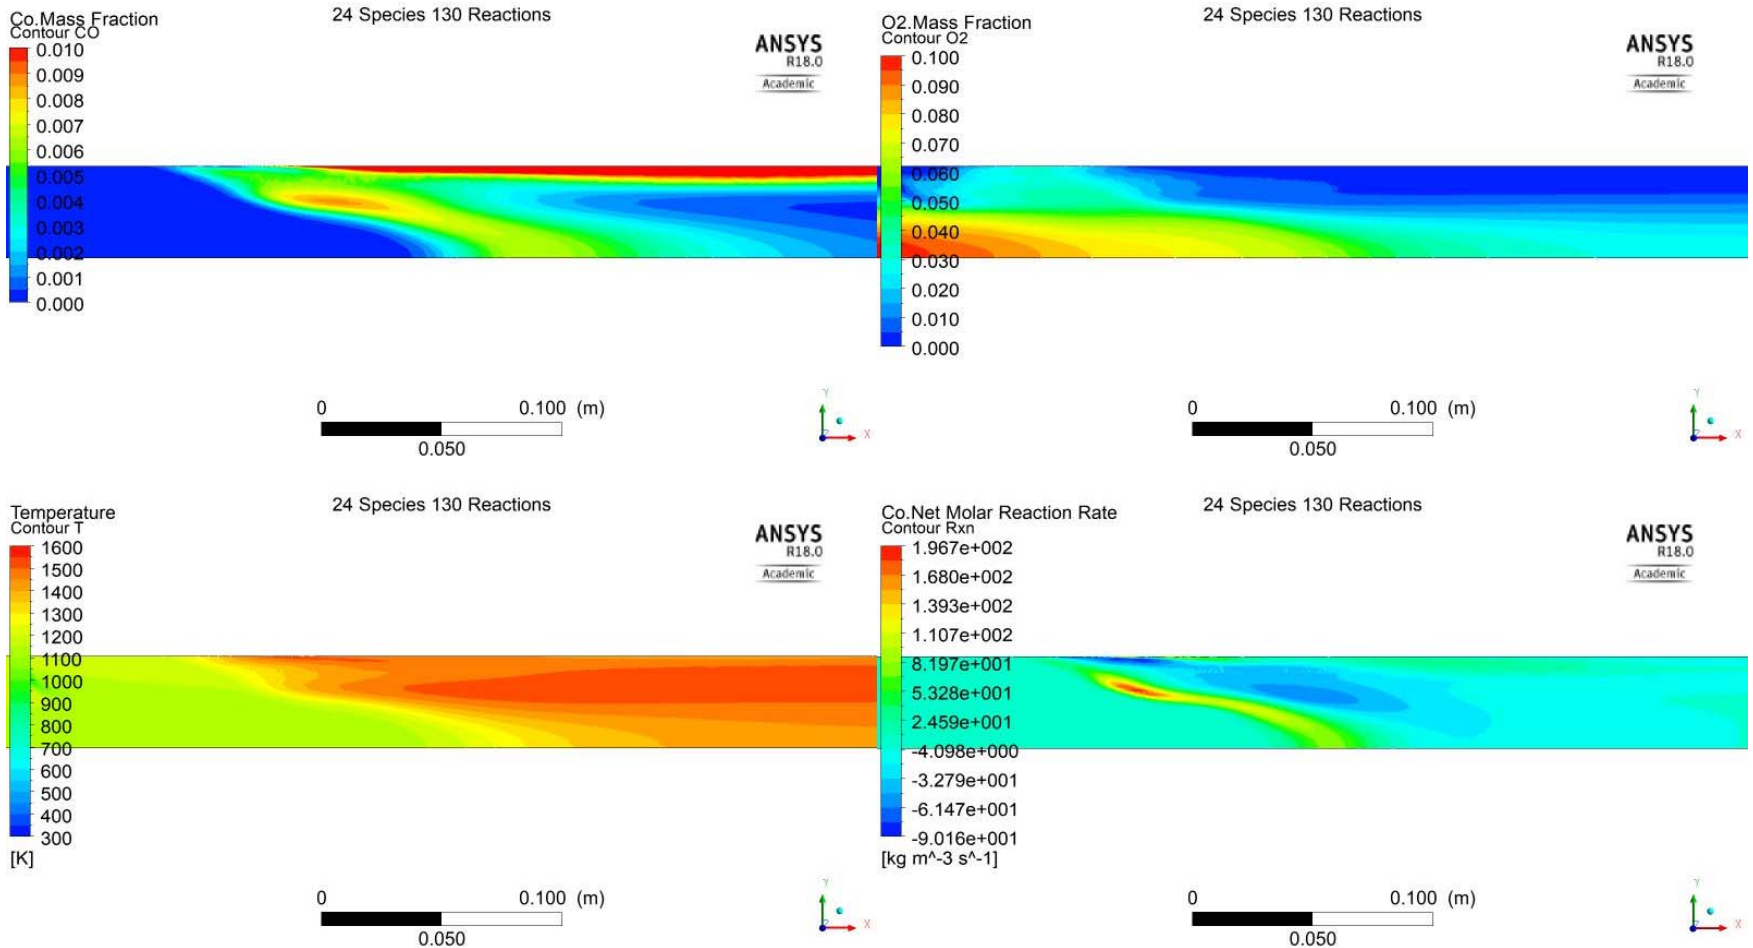 Co.Mass Fraction
Contour CO
24 Species 130 Reactions
ANSYS
R18.0
Academic
0.010
0.009
0.008
0.007
0.006
0.005
0.004
0.003
0.002
0.001
0.000
0
0.100 (m)
0.050
Y
X
O2.Mass Fraction
Contour O2
24 Species 130 Reactions
ANSYS
R18.0
Academic
0.100
0.090
0.080
0.070
0.060
0.050
0.040
0.030
0.020
0.010
0.000
0
0.100 (m)
0.050
Y
X
Temperature
Contour T
24 Species 130 Reactions
ANSYS
R18.0
Academic
1600
1500
1400
1300
1200
1100
1000
900
800
700
600
500
400
300
[K]
0
0.100 (m)
0.050
Y
X
Co.Net Molar Reaction Rate
Contour Rxn
24 Species 130 Reactions
ANSYS
R18.0
Academic
1.967e+002
1.680e+002
1.393e+002
1.107e+002
8.197e+001
5.328e+001
2.459e+001
-4.098e+000
-3.279e+001
-6.147e+001
-9.016e+001
[kg m^-3 s^-1]
0
0.100 (m)
0.050
Y
X